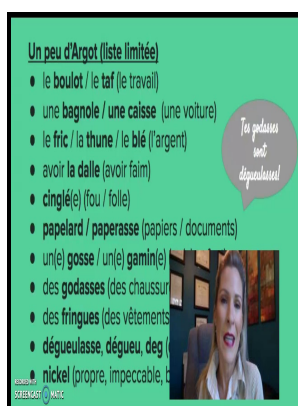 Un peu d'Argot (liste limitée)
• le boulot / le taf (le travail)
• une bagnole / une caisse (une voiture)
• le fric / la thune / le blé (l'argent)
• avoir la dalle (avoir faim)
• cinglé(e) (fou / folle)
• papelard / paperasse (papiers / documents)
• un(e) gosse / un(e) gamin(e)
• des godasses (des chaussur
• des fringues (des vêtements
• dégueulasse, dégueu, deg (
• nickel (propre, impeccable, b
Tes godasses
sont
dégueulasses!
RECORDED WITH
SCREENCAST MATIC